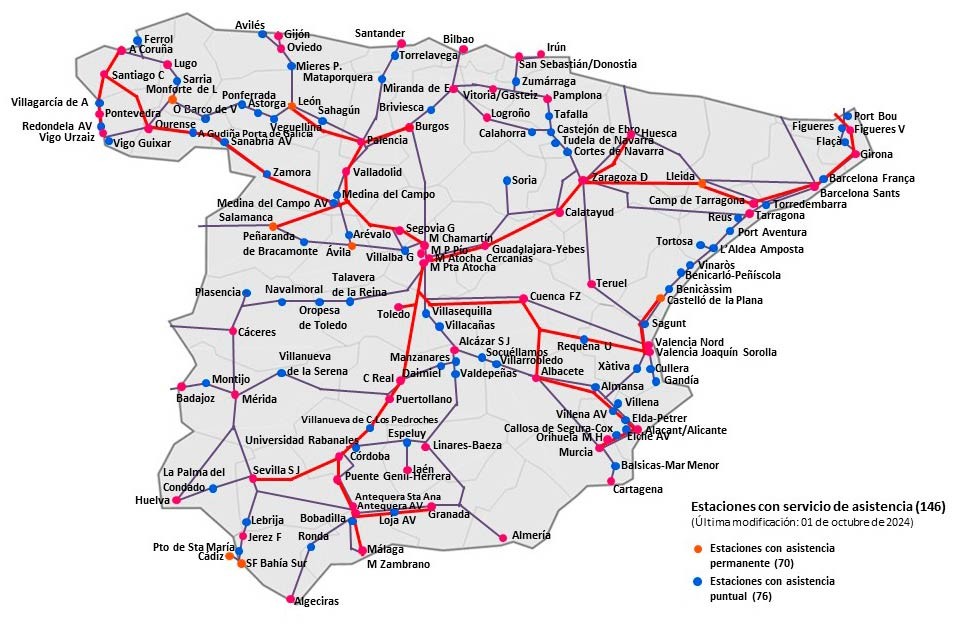 Avilés
Gijón
Ferrol
A Coruña
Oviedo
Santander
Bilbao
Irún
San Sebastián/Donostia
Torrelavega
Lugo
Santiago C
Sarria
Mieres P.
Mataporquera
Zumárraga
Monforte de L
Ponferrada
León
Miranda de E
Vitoria/Gasteiz
Pamplona
Villagarcía de A
O Barco de V
Astorga
Sahagún
Briviesca
Logroño
Tafalla
Pontevedra
Veguellina
Redondela AV
Ourense
A Gudiña Porta de Galicia
Burgos
Calahorra
Castejón de Ebro
Huesca
Port Bou
Figueres
Figueres V
Vigo Urzaiz
Vigo Guixar
Sanabria AV
Palencia
Tudela de Navarra
Cortes de Navarra
Flaçà
Girona
Zamora
Valladolid
Soria
Zaragoza D
Lleida
Barcelona França
Barcelona Sants
Medina del Campo AV
Medina del Campo
Camp de Tarragona
Torredembarra
Salamanca
Calatayud
Reus
Tarragona
Peñaranda
de Bracamonte
Arévalo
Segovia G
M Chamartín
Port Aventura
Ávila
Villalba G
M P Pío
M Atocha Cercanias
M Pta Atocha
Guadalajara-Yebes
Tortosa
L'Aldea Amposta
Vinaròs
Benicarló-Peñíscola
Plasencia
Navalmoral
Talavera
de la Reina
Teruel
Benicàssim
Castelló de la Plana
Oropesa
de Toledo
Toledo
Villasequilla
Cuenca FZ
Cáceres
Villacañas
Sagunt
Valencia Nord
Valencia Joaquín Sorolla
Requena U
Alcázar S J
Villanueva
de la Serena
Manzanares
Socuéllamos
Villarrobledo
Xàtiva
Cullera
Gandía
Montijo
Badajoz
Mérida
C Real
Daimiel
Valdepeñas
Albacete
Almansa
Puertollano
Villena
Villena AV
Villanueva de C-Los Pedroches
Elda-Petrer
Callosa de Segura-Cox
Alacant/Alicante
Orihuela M H
Elche AV
Espeluy
Universidad Rabanales
Linares-Baeza
Murcia
Córdoba
Jaén
Balsicas-Mar Menor
La Palma del
Condado
Sevilla S J
Puente Genil-Herrera
Cartagena
Huelva
Antequera Sta Ana
Antequera AV
Granada
Lebrija
Bobadilla
Loja AV
Jerez F
Ronda
Almería
Pto de Sta María
Cádiz
SF Bahía Sur
Málaga
M Zambrano
Algeciras
Estaciones con servicio de asistencia (146)
(Última modificación: 01 de octubre de 2024)
Estaciones con asistencia
permanente (70)
Estaciones con asistencia
puntual (76)